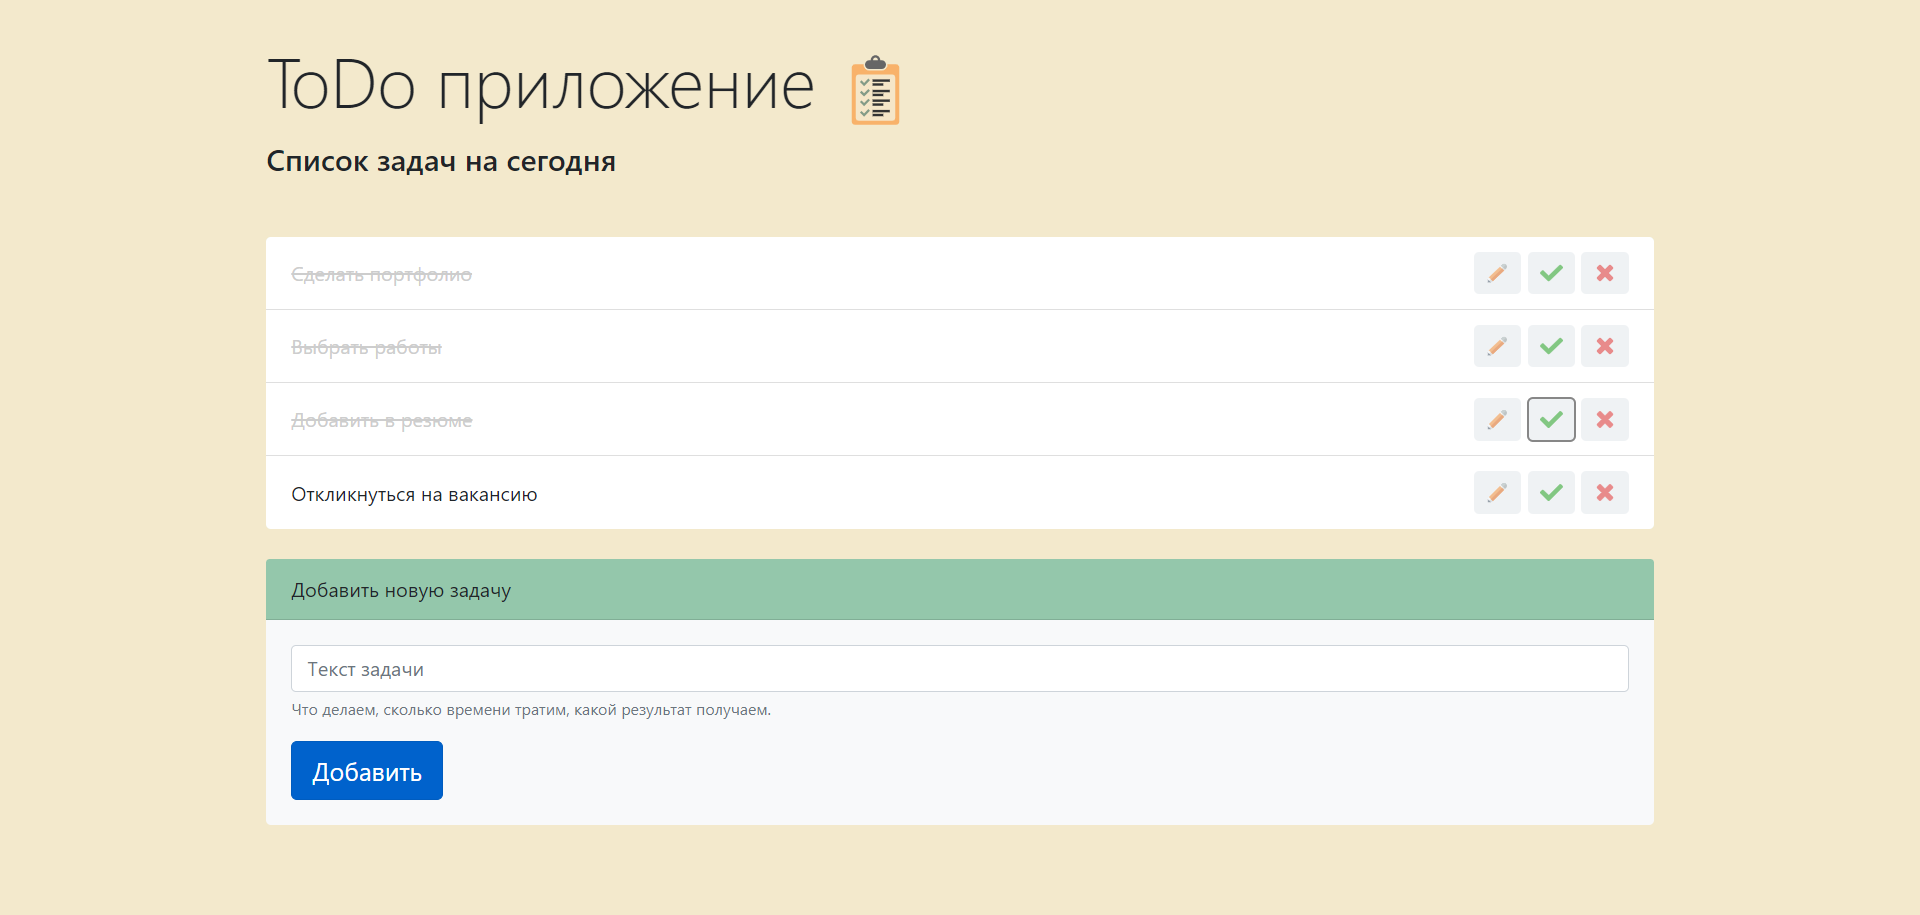 ToDo приложение
Список задач на сегодня
Сделать портфолио
Выбрать работы
Добавить в резюме
Откликнуться на вакансию
Добавить новую задачу
Текст задачи
Что делаем, сколько времени тратим, какой результат получаем.
Добавить